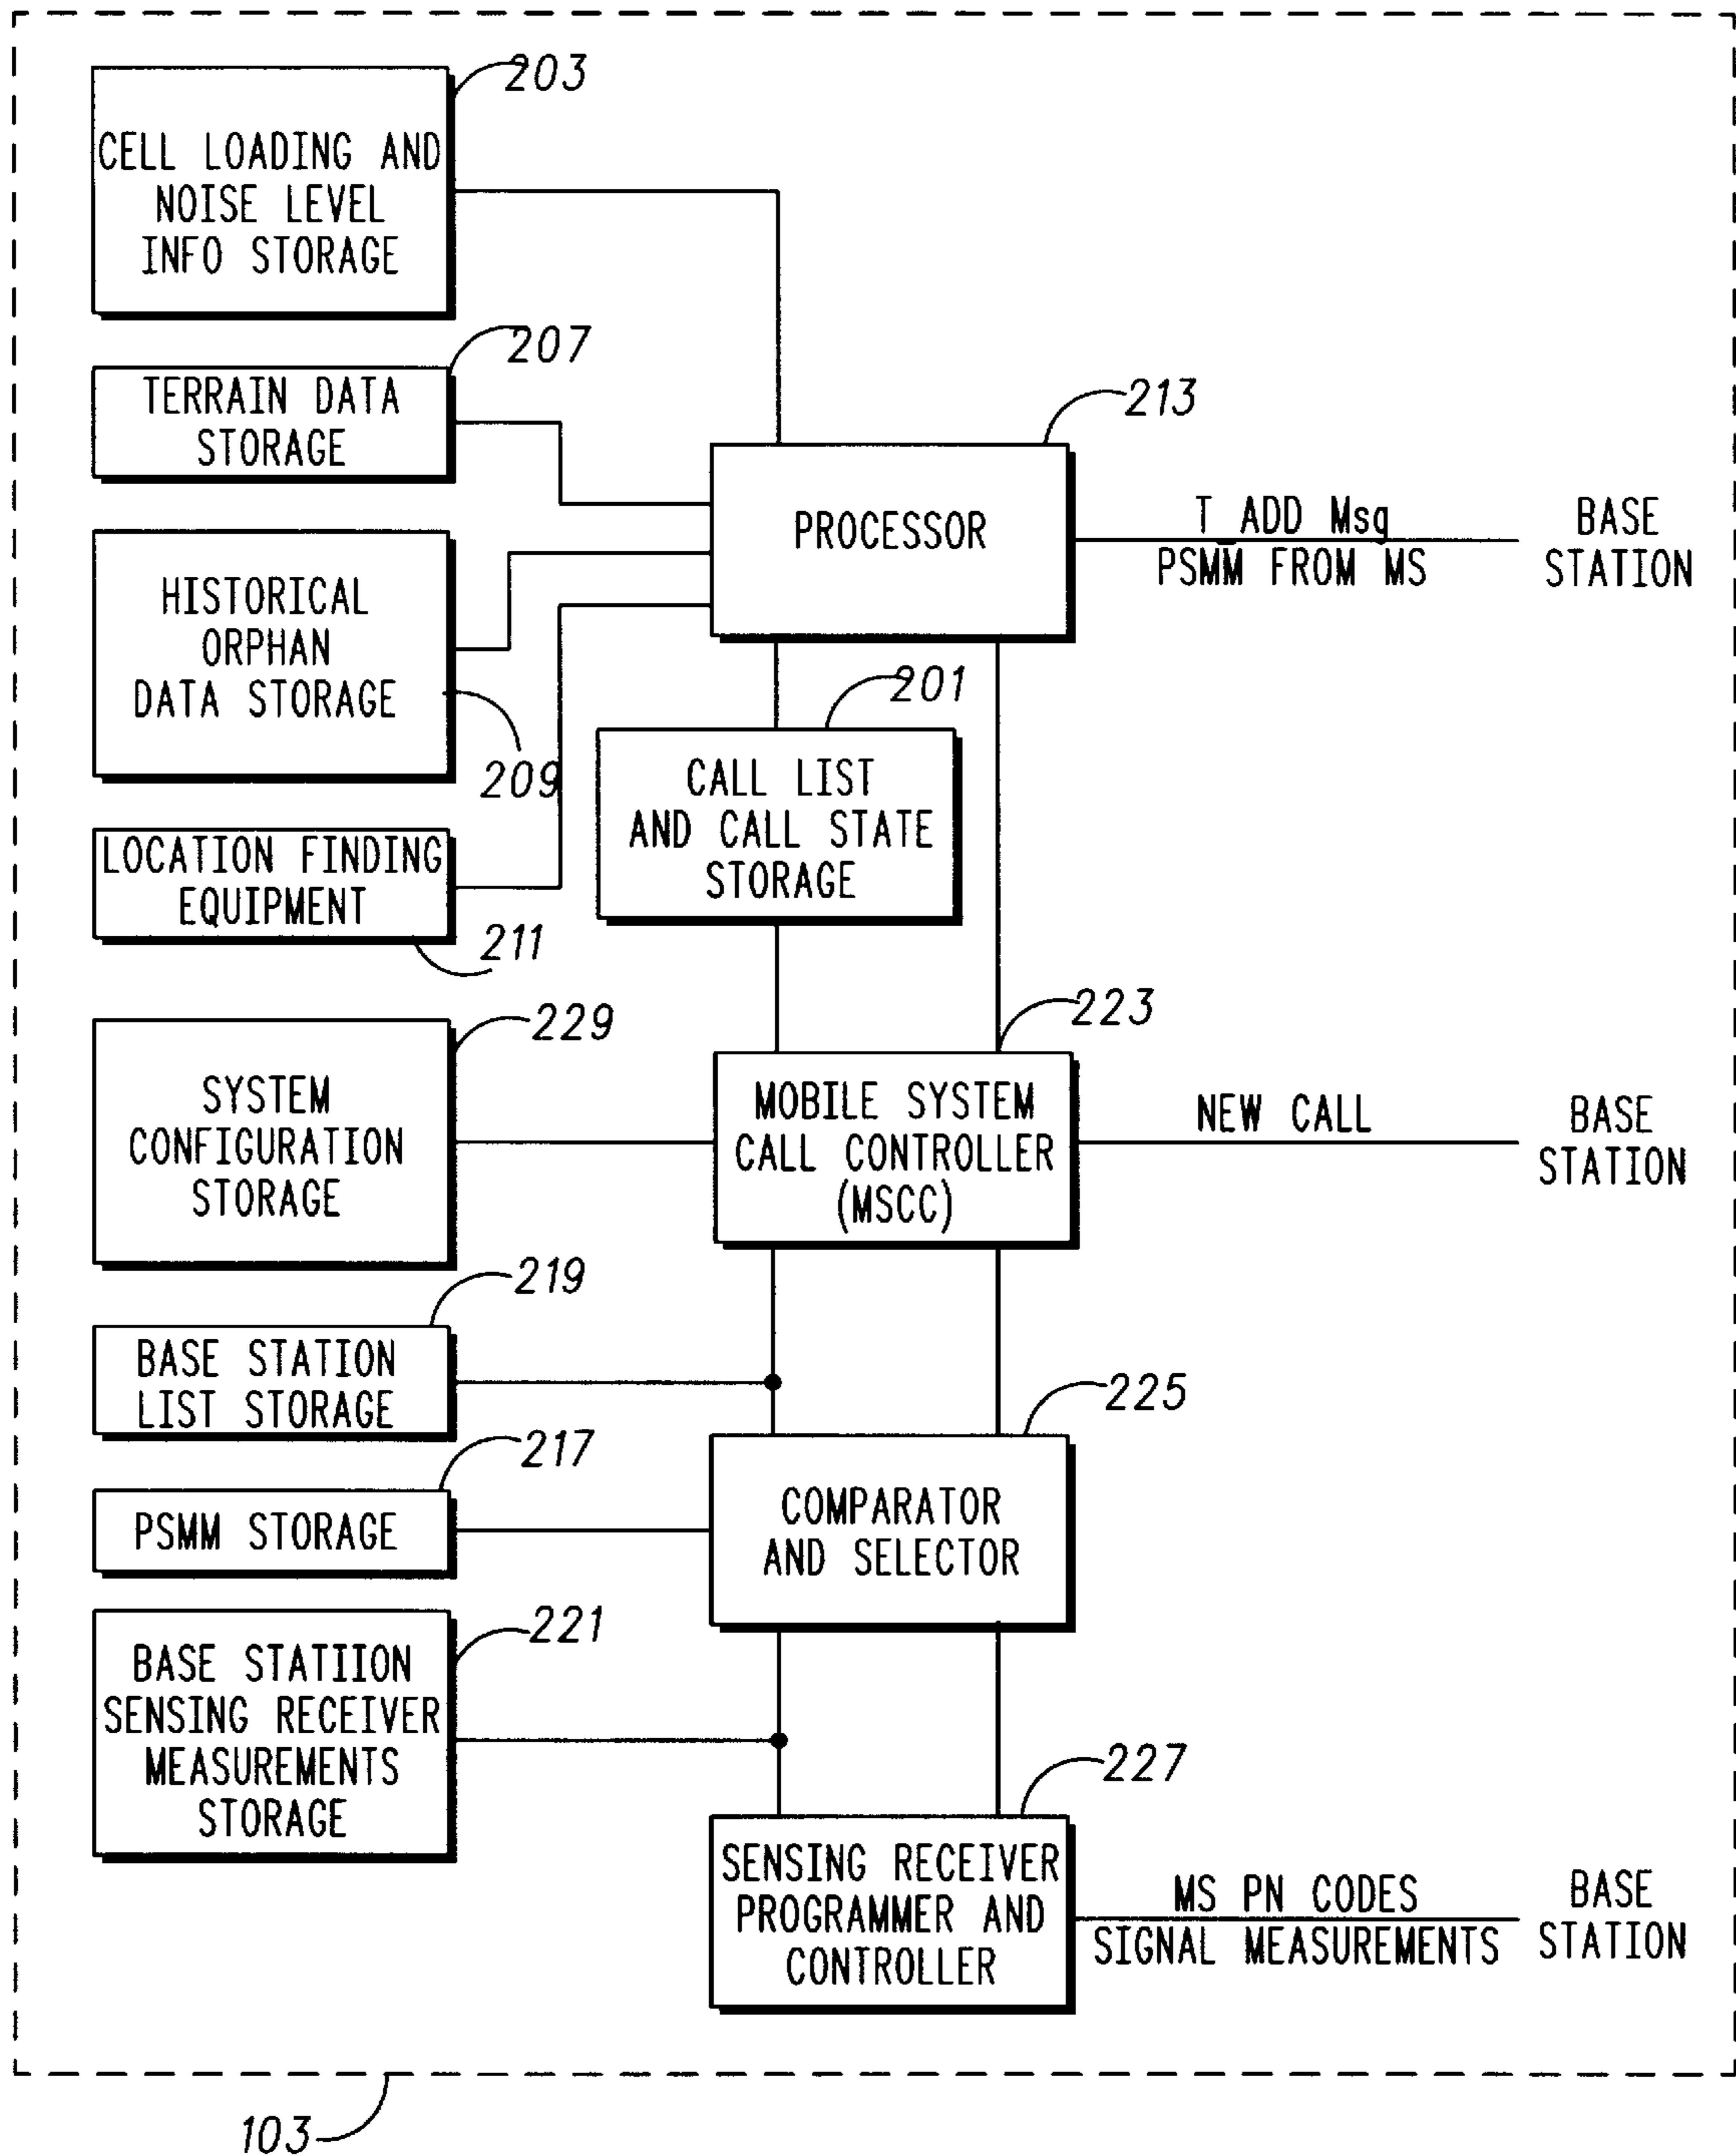 203
CELL LOADING AND
NOISE LEVEL
INFO STORAGE
207
TERRAIN DATA
STORAGE
213
PROCESSOR
T_ADD Msg
PSMM FROM MS
BASE
STATION
HISTORICAL
ORPHAN
DATA STORAGE
209
201
CALL LIST
AND CALL STATE
STORAGE
LOCATION FINDING
EQUIPMENT
211
229
SYSTEM
CONFIGURATION
STORAGE
223
MOBILE SYSTEM
CALL CONTROLLER
(MSCC)
NEW CALL
BASE
STATION
219
BASE STATION
LIST STORAGE
225
COMPARATOR
AND SELECTOR
217
PSMM STORAGE
221
BASE STATIION
SENSING RECEIVER
MEASUREMENTS
STORAGE
227
SENSING RECEIVER
PROGRAMMER AND
CONTROLLER
MS PN CODES
SIGNAL MEASUREMENTS
BASE
STATION
103